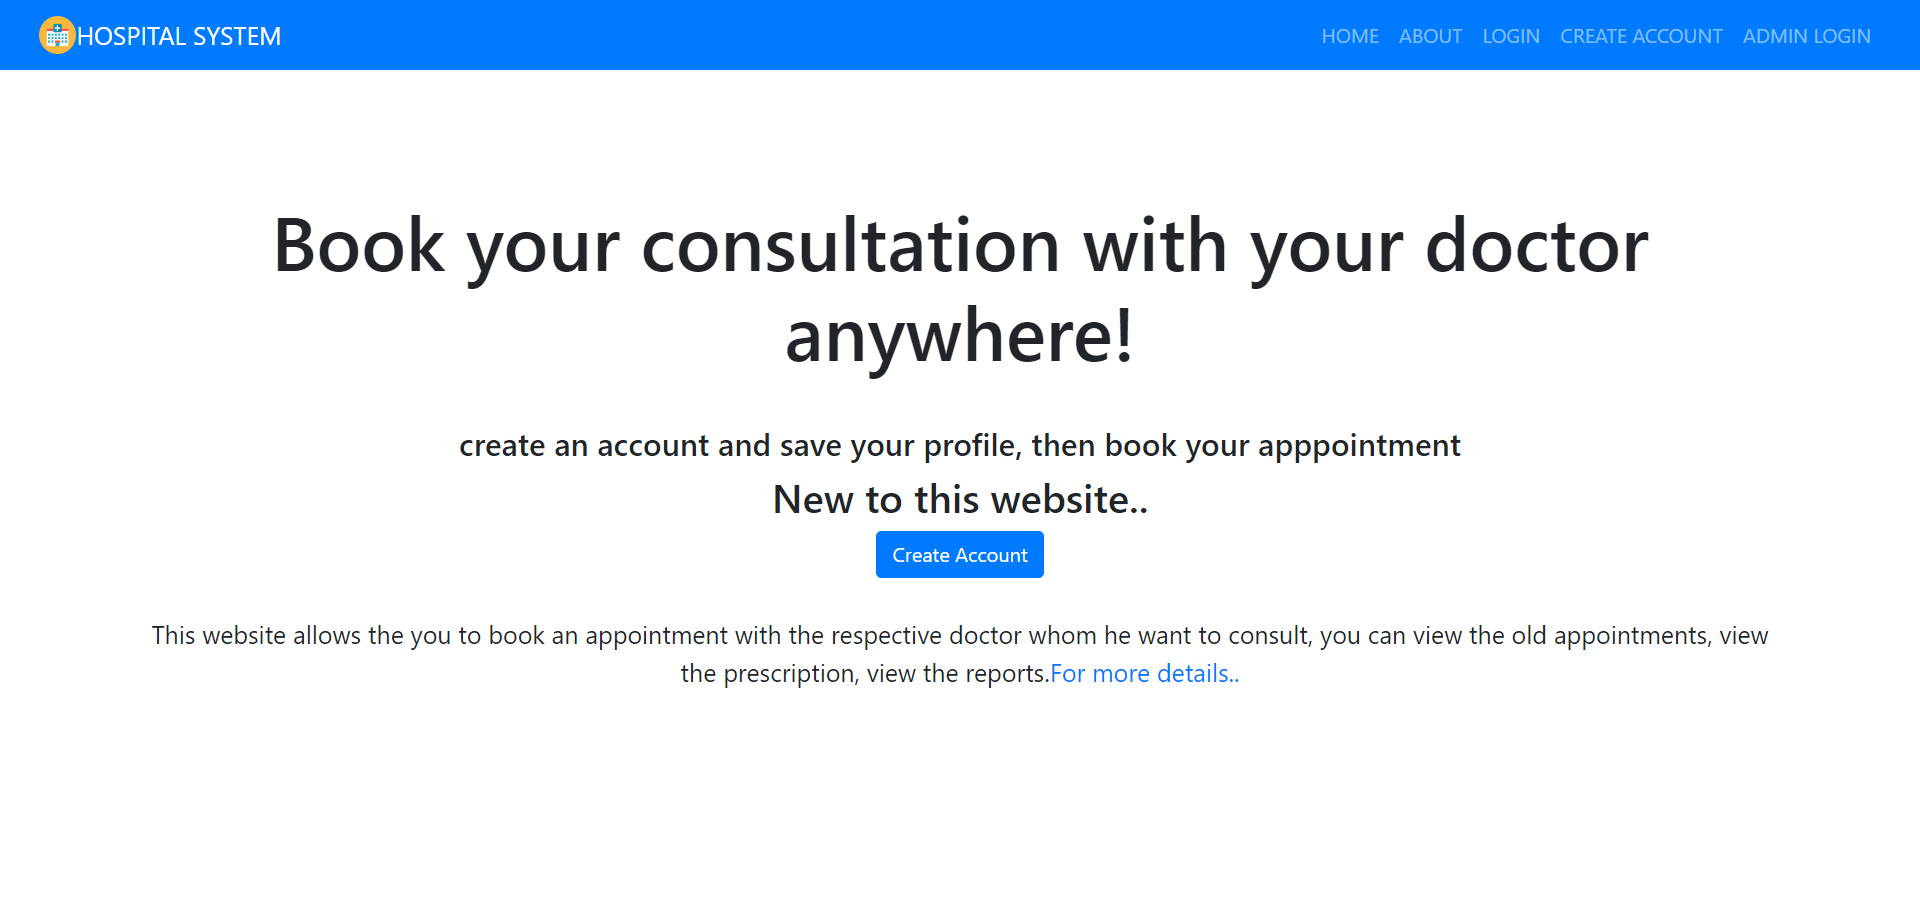 HOSPITAL SYSTEM
HOME ABOUT LOGIN CREATE ACCOUNT ADMIN LOGIN
Book your consultation with your doctor
anywhere!
create an account and save your profile, then book your apppointment
New to this website..
Create Account
This website allows the you to book an appointment with the respective doctor whom he want to consult, you can view the old appointments, view
the prescription, view the reports.For more details..